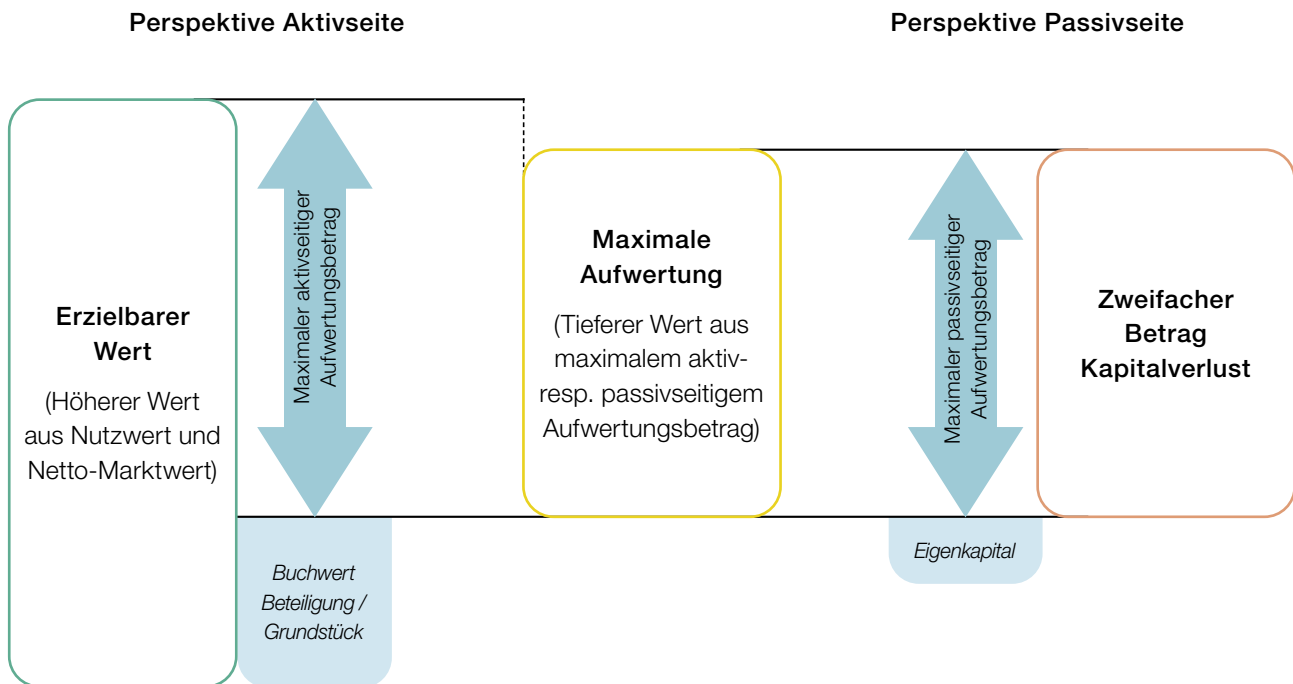 Perspektive Aktivseite
Perspektive Passivseite
Erzielbarer
Wert
(Höherer Wert
aus Nutzwert und
Netto-Marktwert)
Maximaler aktivseitiger
Aufwertungsbetrag
Buchwert
Beteiligung /
Grundstück
Maximale
Aufwertung
(Tieferer Wert aus
maximalem aktiv-
resp. passivseitigem
Aufwertungsbetrag)
Maximaler passivseitiger
Aufwertungsbetrag
Eigenkapital
Zweifacher
Betrag
Kapitalverlust